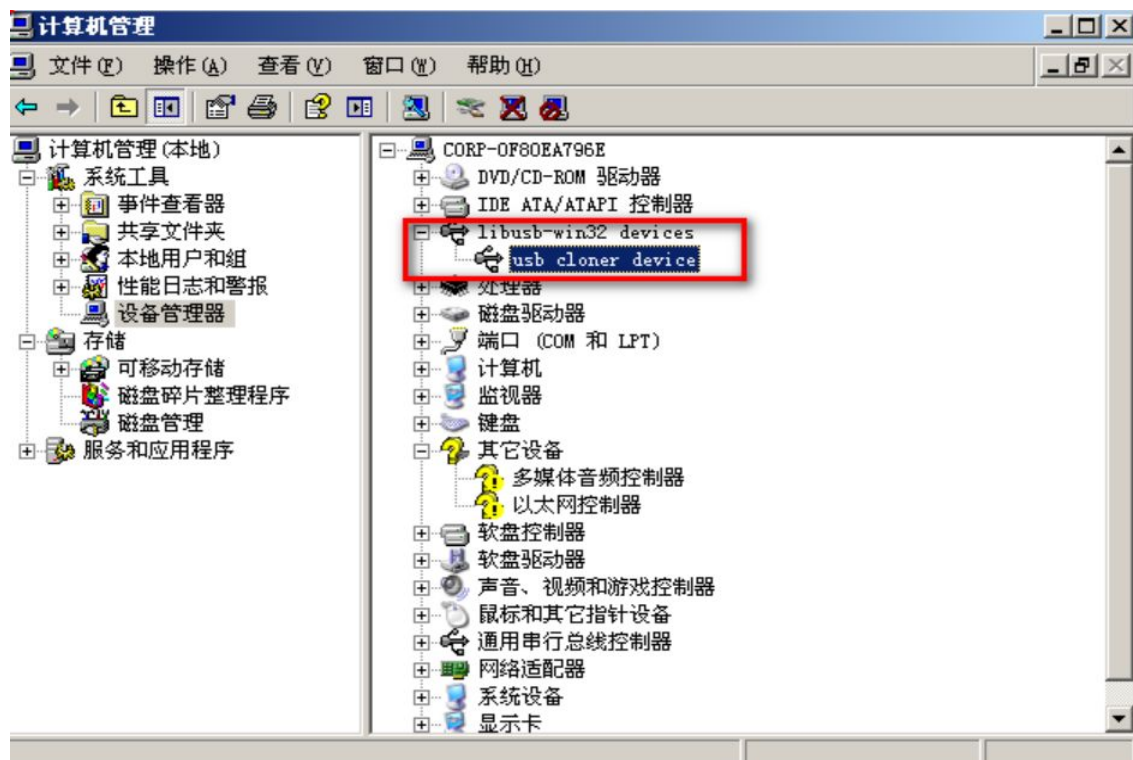 计算机管理
文件(F) 操作(A) 查看(V) 窗口(W) 帮助(H)
计算机管理(本地)
系统工具
事件查看器
共享文件夹
本地用户和组
性能日志和警报
设备管理器
存储
可移动存储
磁盘碎片整理程序
磁盘管理
服务和应用程序
CORP-0F80EA796E
DVD/CD-ROM 驱动器
IDE ATA/ATAPI 控制器
libusb-win32 devices
usb cloner device
处理器
磁盘驱动器
端口 (COM 和 LPT)
计算机
监视器
键盘
其它设备
多媒体音频控制器
以太网控制器
软盘控制器
软盘驱动器
声音、视频和游戏控制器
鼠标和其它指针设备
通用串行总线控制器
网络适配器
系统设备
显示卡